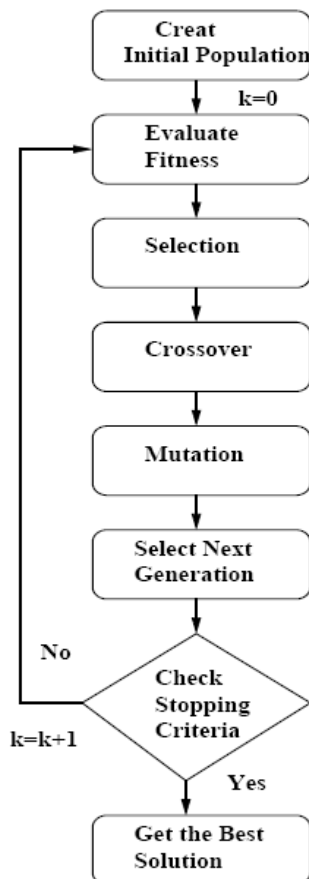 Creat
Initial Population
k=0
Evaluate
Fitness
Selection
Crossover
Mutation
Select Next
Generation
No
Check
Stopping
Criteria
k=k+1
Yes
Get the Best
Solution